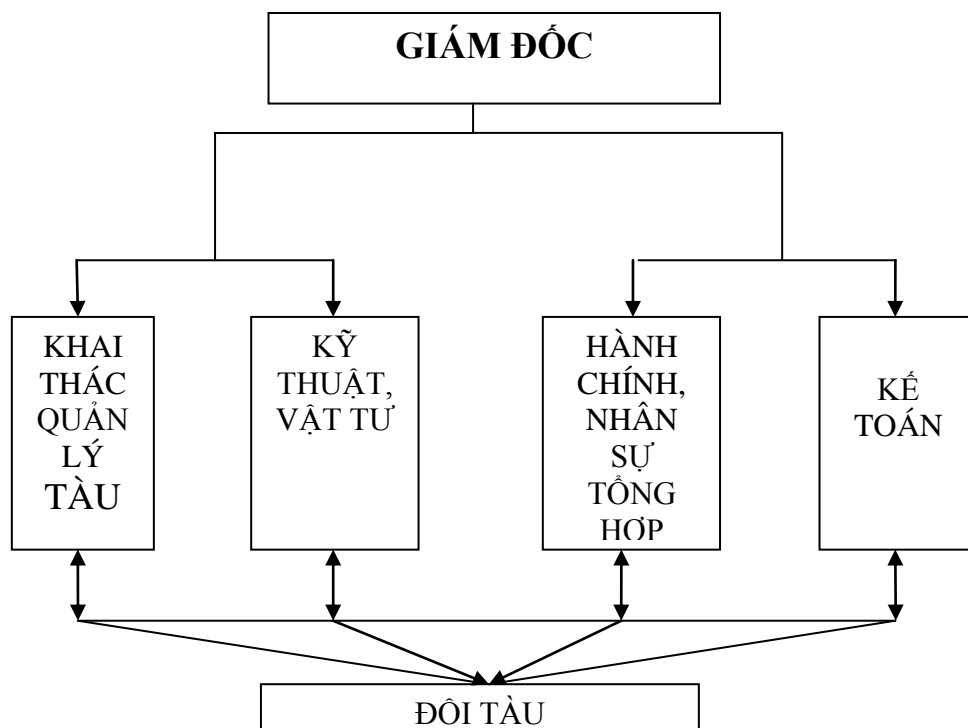 GIÁM ĐỐC
KHAI
THÁC
QUẢN
LÝ
TÀU
KỸ
THUẬT,
VẬT TƯ
HÀNH
CHÍNH,
NHÂN
SỰ
TỔNG
HỢP
KẾ
TOÁN
ĐỘI TÀU